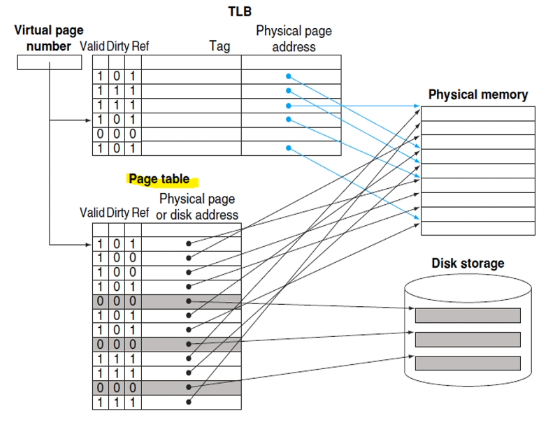 TLB
Virtual page number
Valid Dirty Ref
Tag
Physical page address
1 0 1
1 1 1
1 1 1
1 0 1
0 0 0
1 0 1
Physical memory
Page table
Physical page or disk address
Valid Dirty Ref
1 0 1
1 0 0
1 0 0
1 0 1
0 0 0
1 0 1
1 0 1
0 0 0
1 1 1
1 1 1
0 0 0
1 1 1
Disk storage